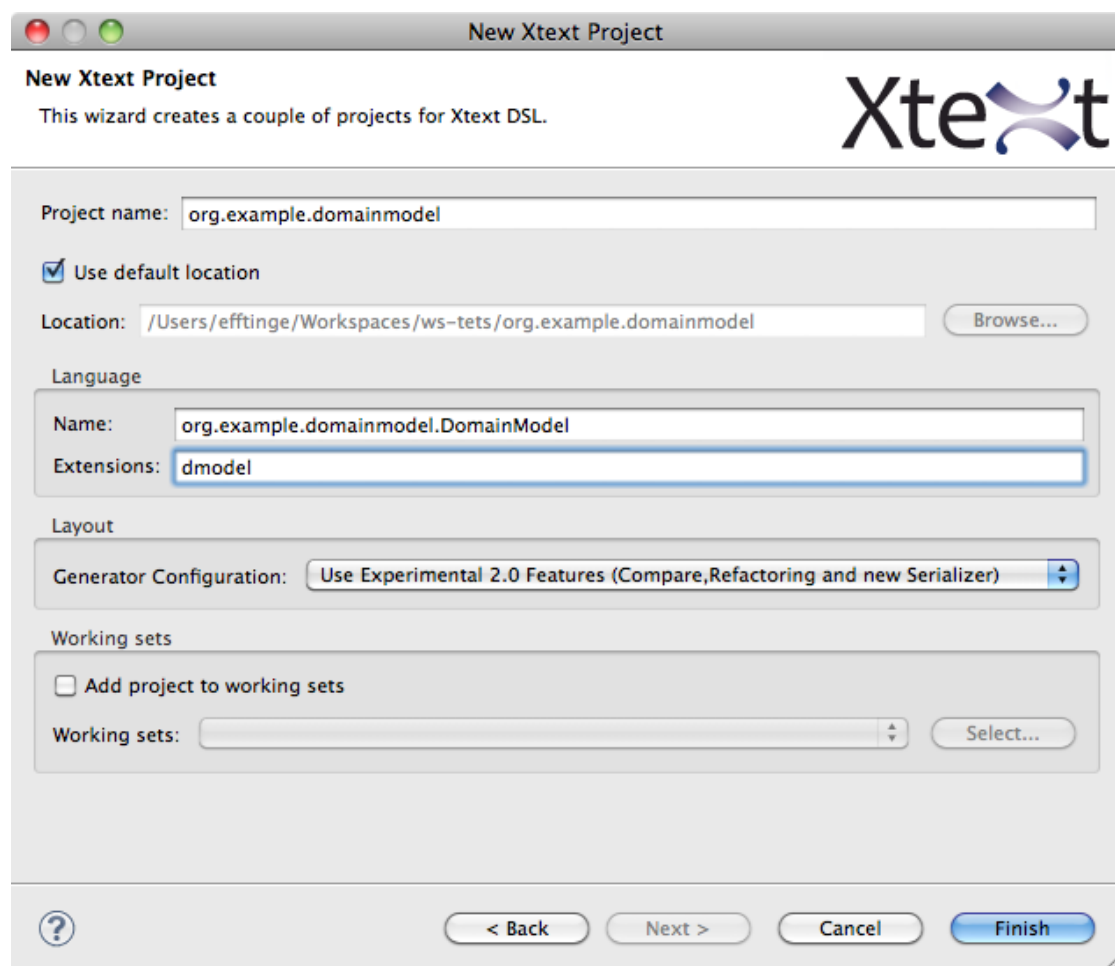 New Xtext Project
New Xtext Project
This wizard creates a couple of projects for Xtext DSL.
Xtext
Project name: org.example.domainmodel
Use default location
Location: /Users/efftinge/Workspaces/ws-tets/org.example.domainmodel Browse...
Language
Name: org.example.domainmodel.DomainModel
Extensions: dmodel
Layout
Generator Configuration: Use Experimental 2.0 Features (Compare,Refactoring and new Serializer)
Working sets
Add project to working sets
Working sets: Select...
? < Back Next > Cancel Finish